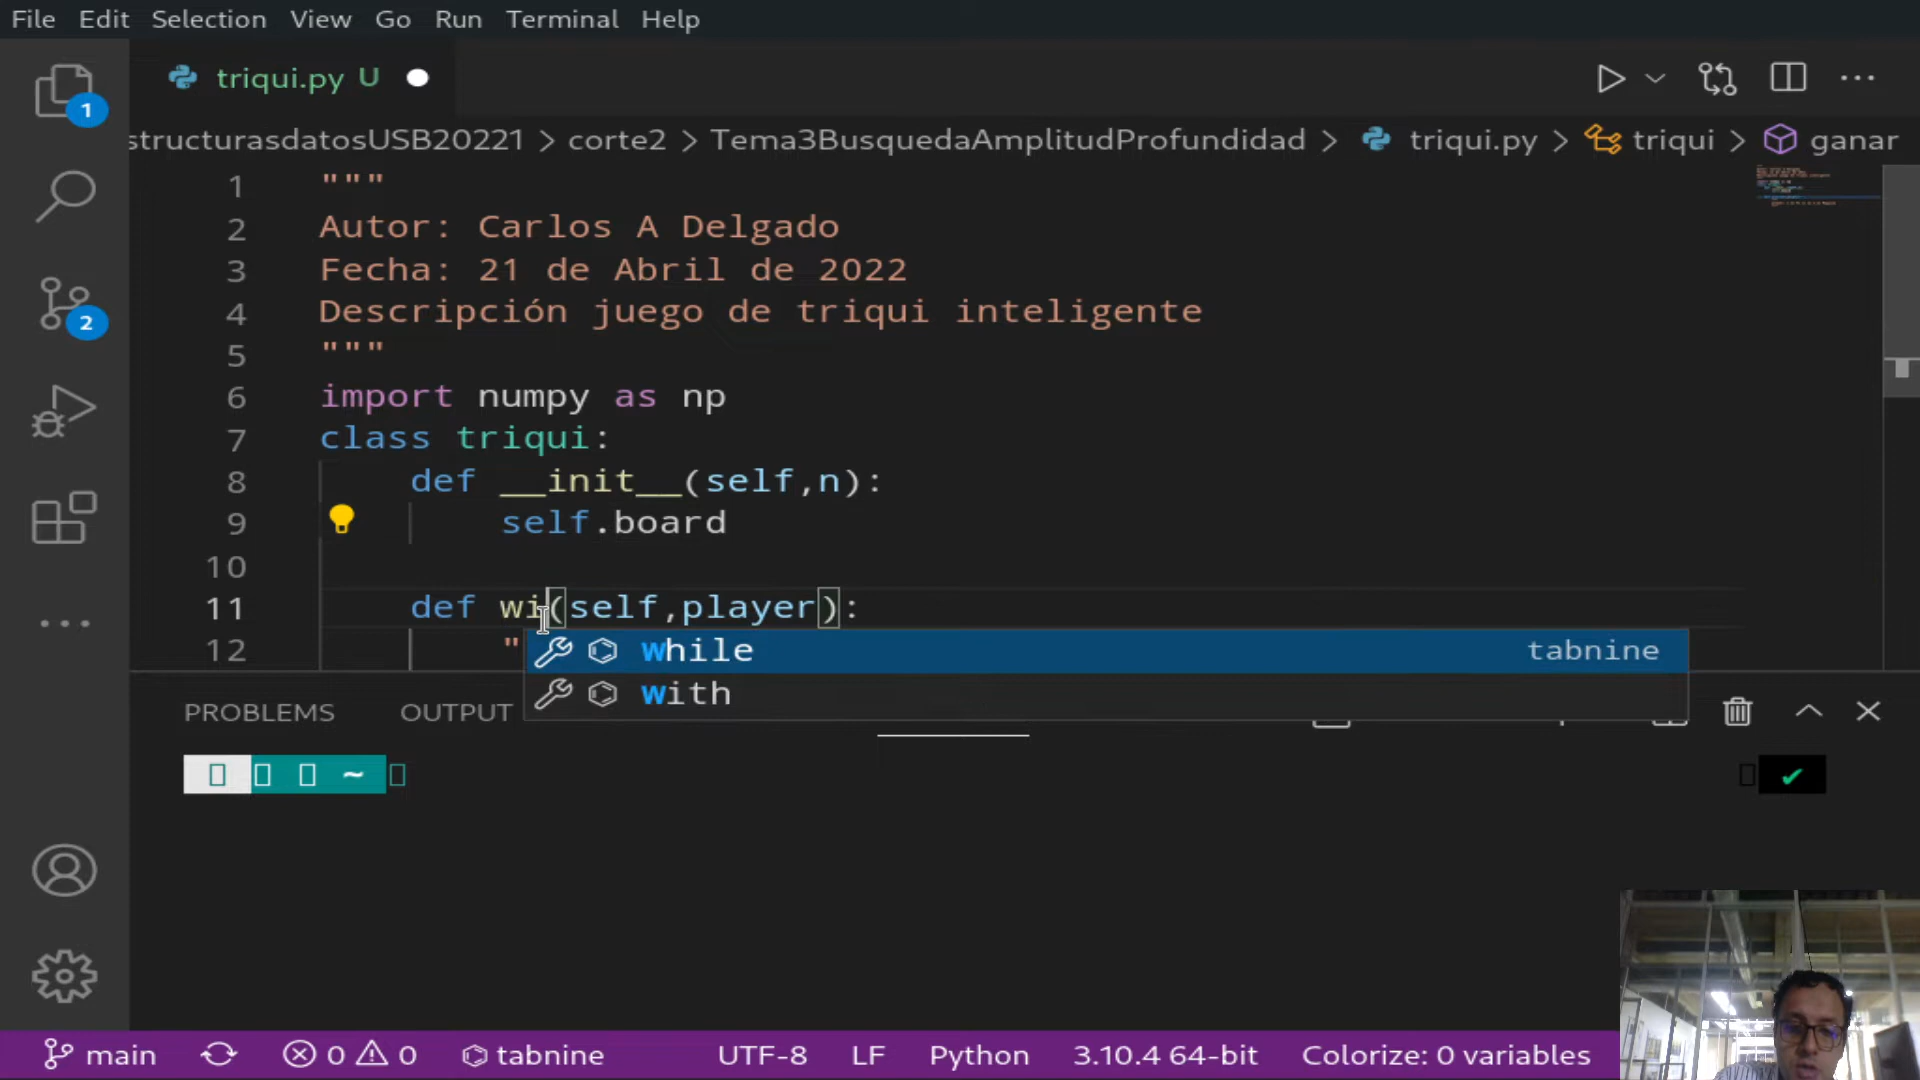 File Edit Selection View Go Run Terminal Help
triqui.py U
structurasdatosUSB20221 > corte2 > Tema3BusquedaAmplitudProfundidad > triqui.py > triqui > ganar
1 """
2 Autor: Carlos A Delgado
3 Fecha: 21 de Abril de 2022
4 Descripción juego de triqui inteligente
5 """
6 import numpy as np
7 class triqui:
8 def __init__(self,n):
9 self.board
10
11 def wi(self,player):
12 "
while tabnine
with
PROBLEMS OUTPUT
~
1
2
main 0 0 tabnine UTF-8 LF Python 3.10.4 64-bit Colorize: 0 variables